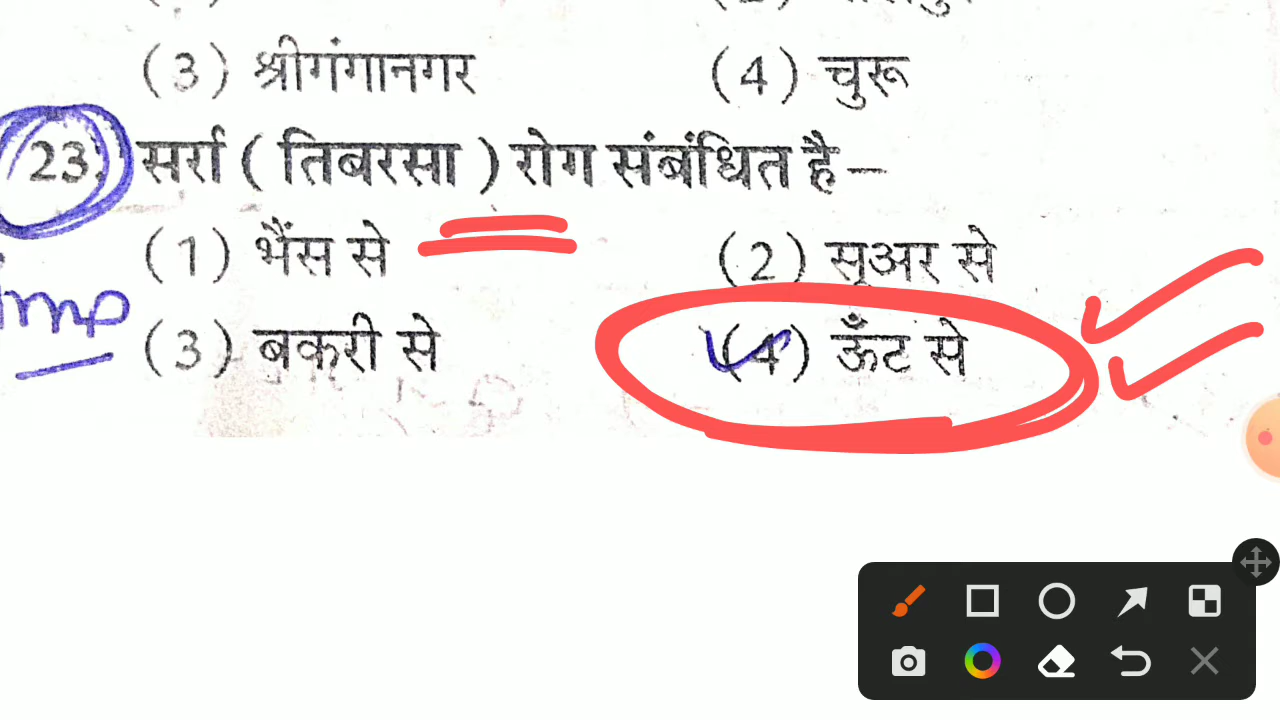 (3) श्रीगंगानगर (4) चुरू
23. सर्रा ( तिबरसा ) रोग संबंधित है–
(1) भैंस से (2) सूअर से
Imp
(3) बकरी से (4) ऊँट से